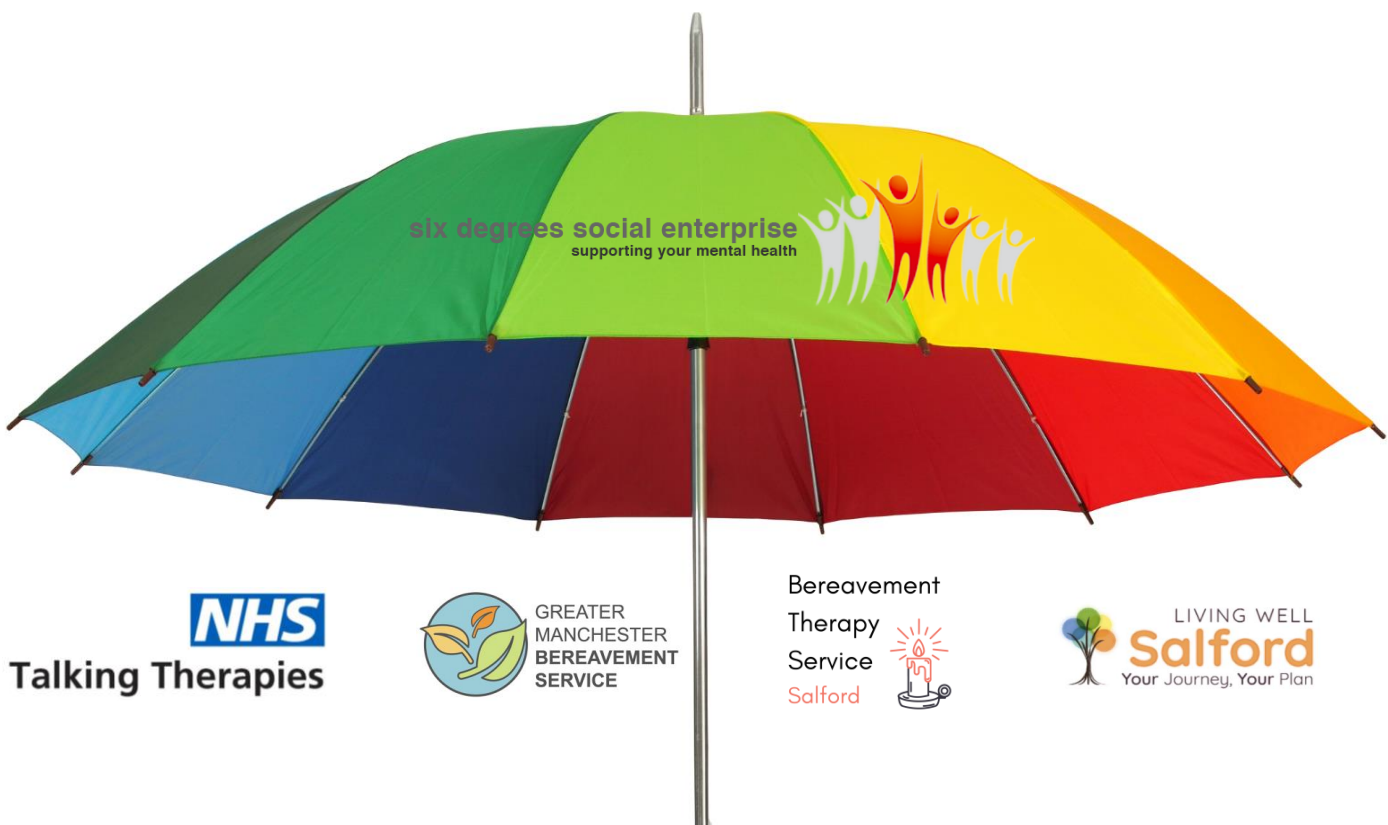 six degrees social enterprise
supporting your mental health
NHS
Talking Therapies
GREATER
MANCHESTER
BEREAVEMENT
SERVICE
Bereavement
Therapy
Service
Salford
LIVING WELL
Salford
Your Journey, Your Plan